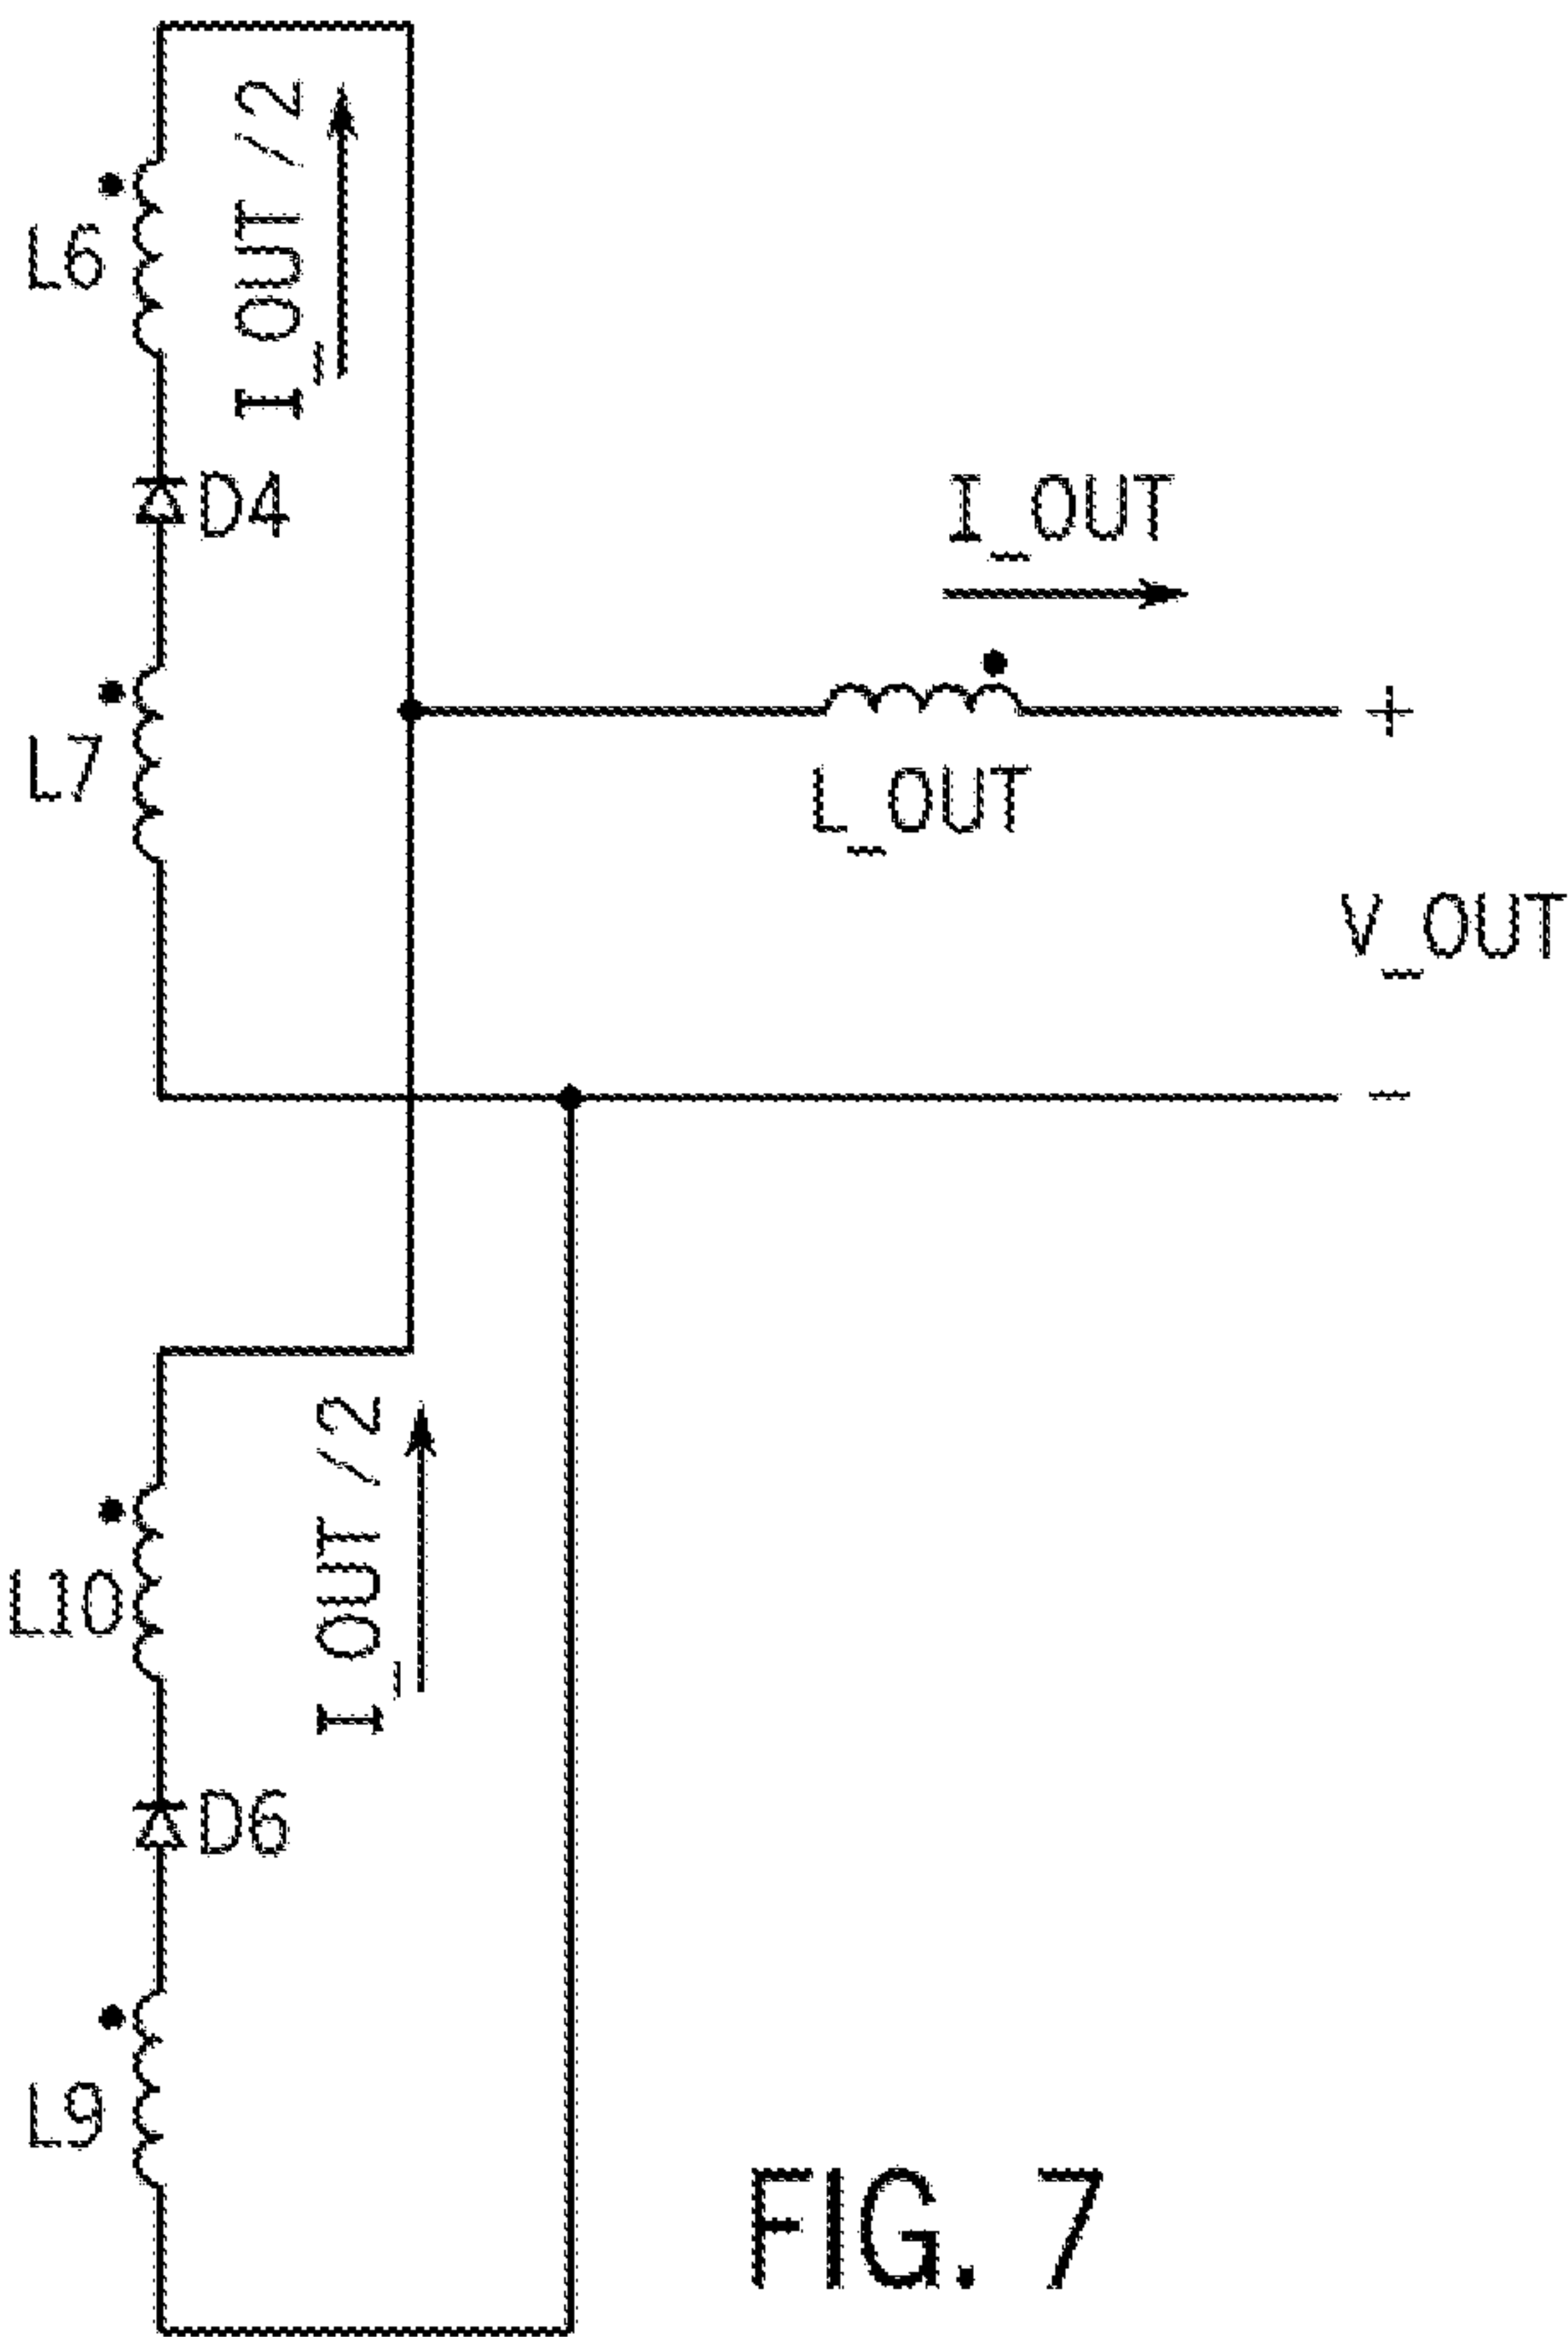 I_OUT/2
L6
D4
I_OUT
L7
L_OUT
+
V_OUT
-
I_OUT/2
L10
D6
L9
FIG. 7